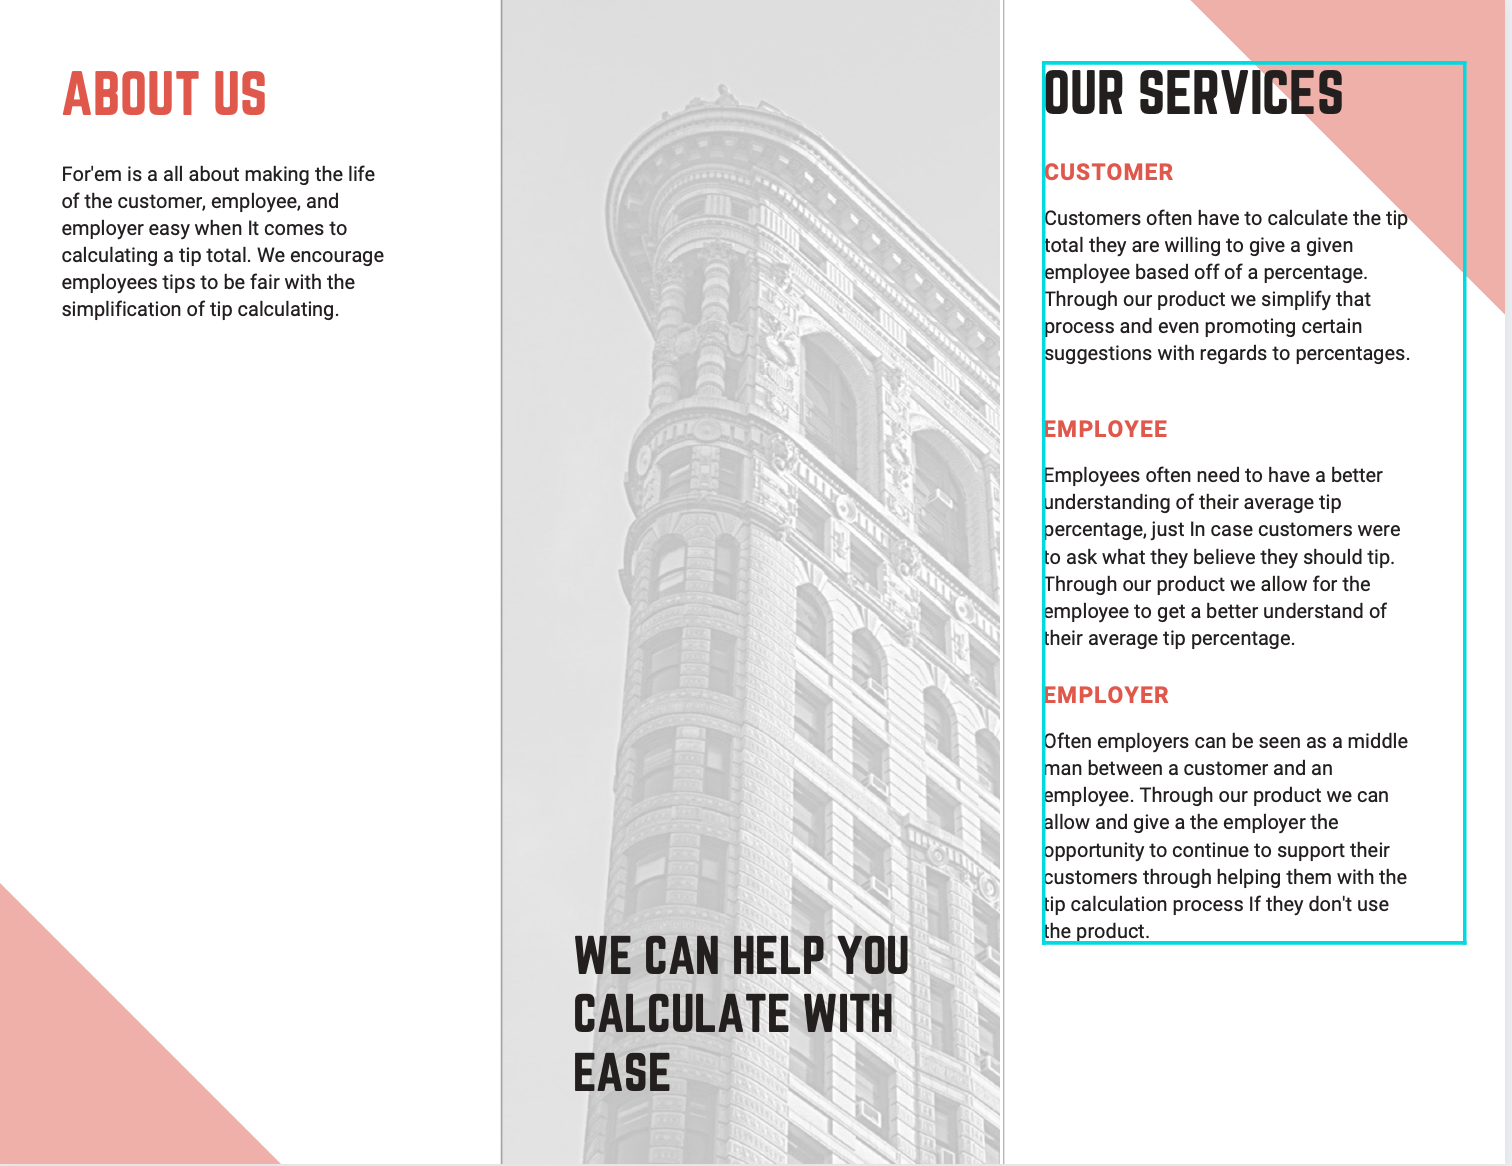 ABOUT US
For'em is a all about making the life
of the customer, employee, and
employer easy when It comes to
calculating a tip total. We encourage
employees tips to be fair with the
simplification of tip calculating.
WE CAN HELP YOU
CALCULATE WITH
EASE
OUR SERVICES
CUSTOMER
Customers often have to calculate the tip
total they are willing to give a given
employee based off of a percentage.
Through our product we simplify that
process and even promoting certain
suggestions with regards to percentages.
EMPLOYEE
Employees often need to have a better
understanding of their average tip
percentage, just In case customers were
to ask what they believe they should tip.
Through our product we allow for the
employee to get a better understand of
their average tip percentage.
EMPLOYER
Often employers can be seen as a middle
man between a customer and an
employee. Through our product we can
allow and give a the employer the
opportunity to continue to support their
customers through helping them with the
tip calculation process If they don't use
the product.